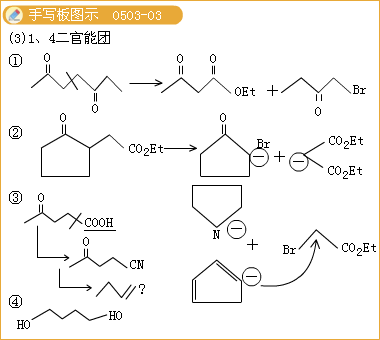 手写板图示 0503-03
(3)1、4二官能团
①
O O O O OEt + O Br
②
O CO2Et O Br − + − CO2Et CO2Et
③
O COOH N − +
O CN Br CO2Et −
?
④
HO HO